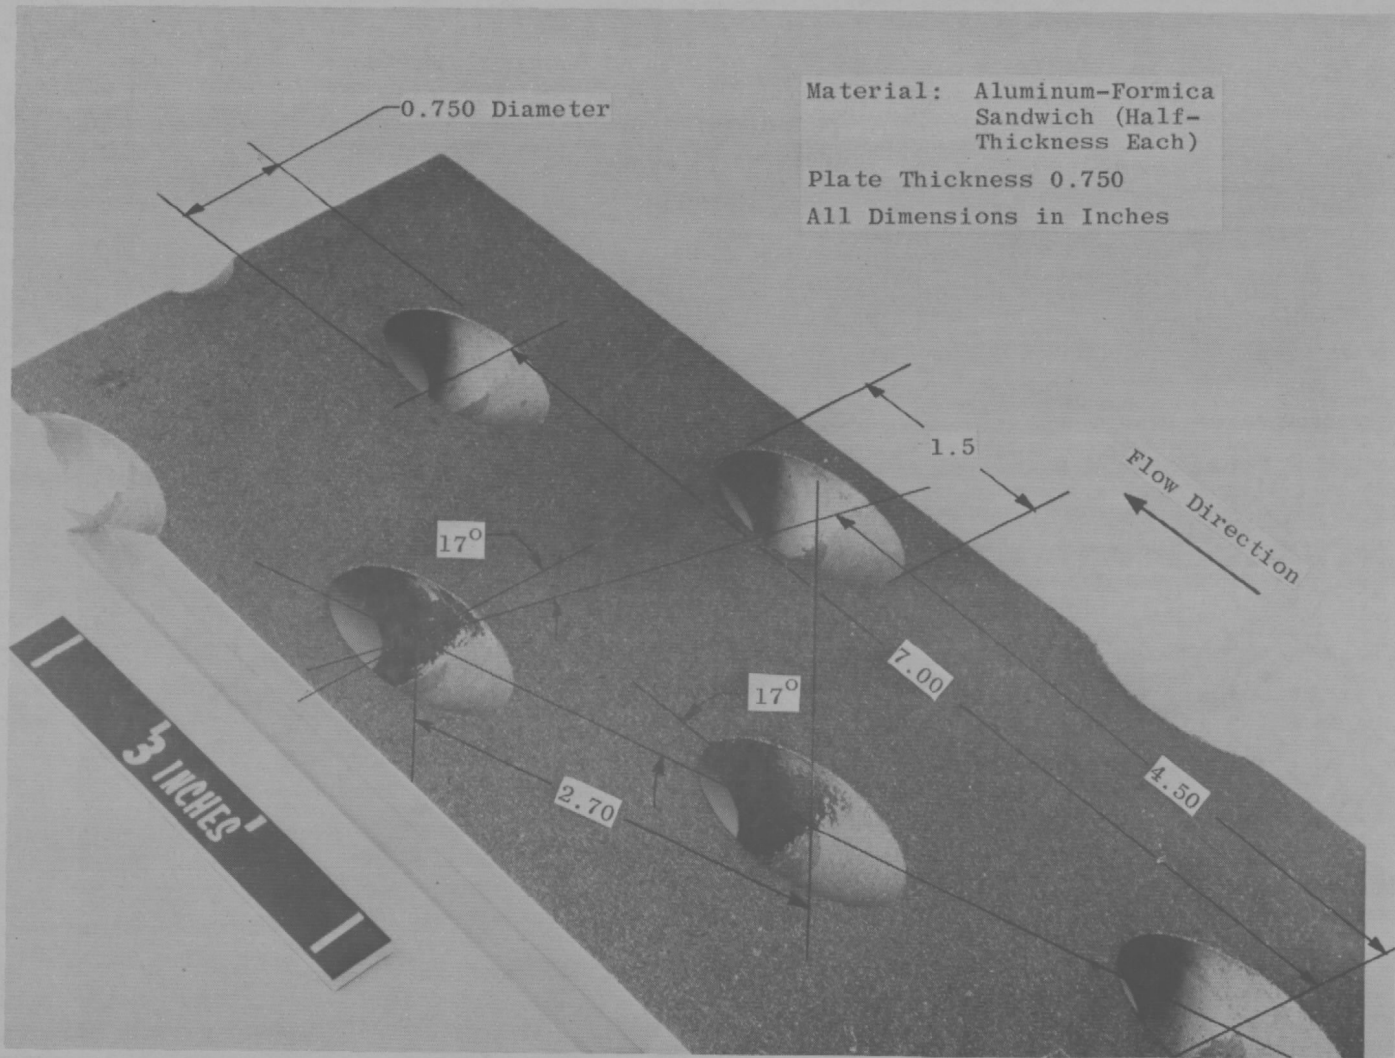 0.750 Diameter
Material: Aluminum-Formica
Sandwich (Half-
Thickness Each)
Plate Thickness 0.750
All Dimensions in Inches
1.5
Flow Direction
17°
7.00
17°
4.50
2.70
3 INCHES